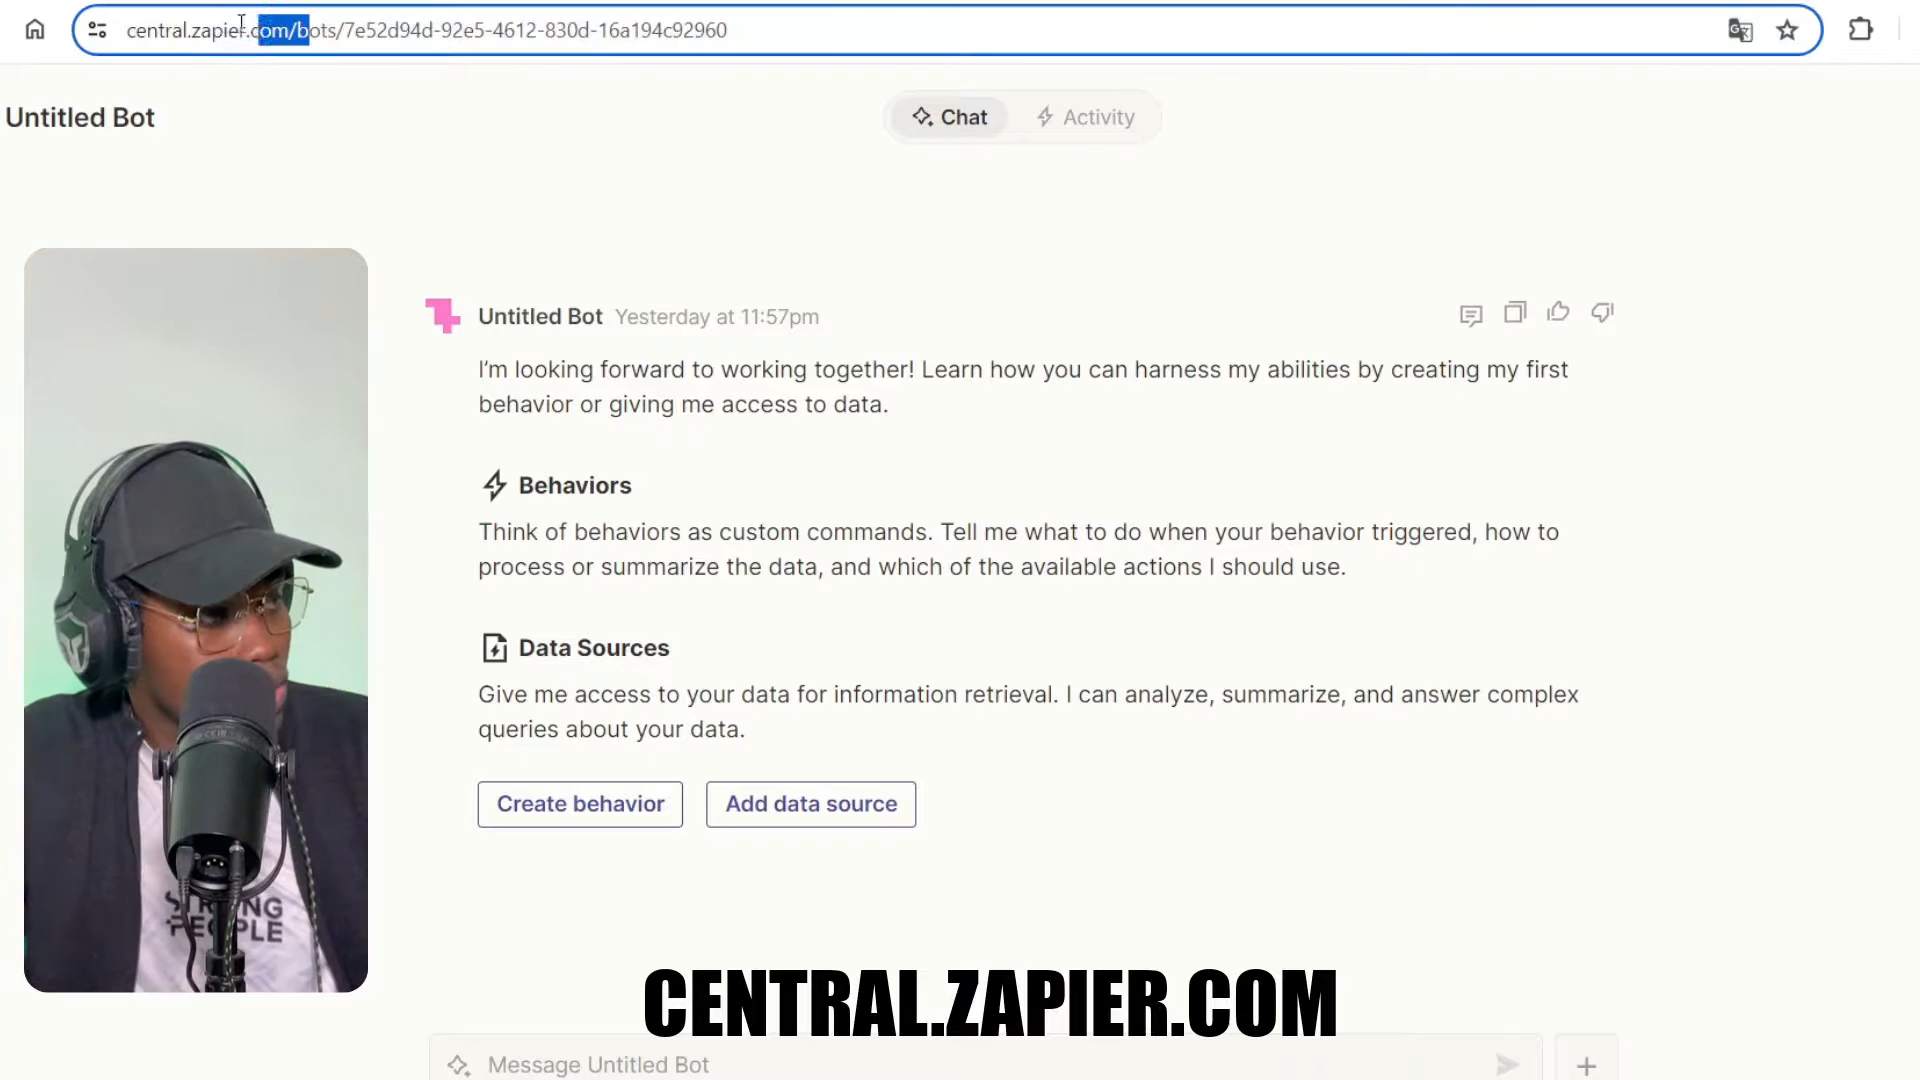 central.zapier.com/bots/7e52d94d-92e5-4612-830d-16a194c92960
Untitled Bot
Chat
Activity
Untitled Bot Yesterday at 11:57pm
I'm looking forward to working together! Learn how you can harness my abilities by creating my first
behavior or giving me access to data.
Behaviors
Think of behaviors as custom commands. Tell me what to do when your behavior triggered, how to
process or summarize the data, and which of the available actions I should use.
Data Sources
Give me access to your data for information retrieval. I can analyze, summarize, and answer complex
queries about your data.
Create behavior
Add data source
PEOPLE
CENTRAL.ZAPIER.COM
Message Untitled Bot